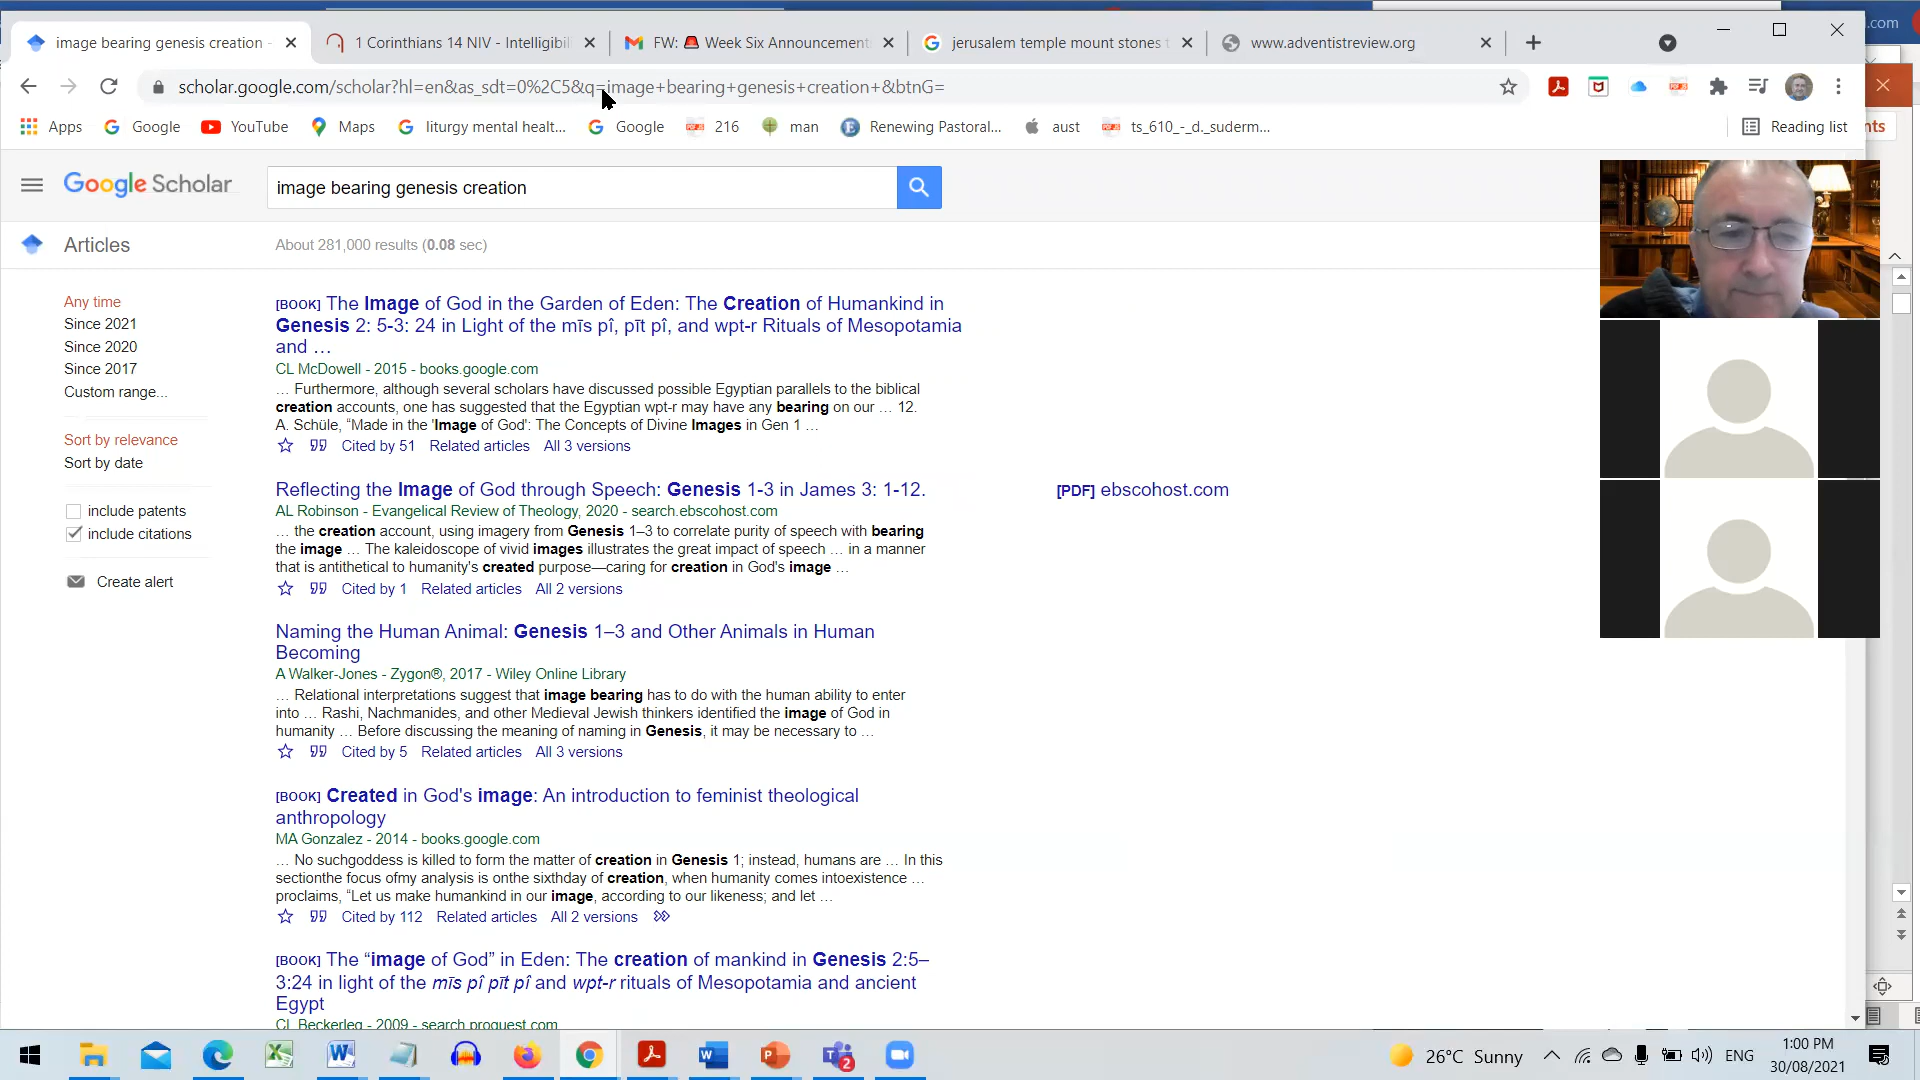 .com
image bearing genesis creation -
1 Corinthians 14 NIV - Intelligibil
FW: 🚨 Week Six Announcement
jerusalem temple mount stones t
www.adventistreview.org
scholar.google.com/scholar?hl=en&as_sdt=0%2C5&q=image+bearing+genesis+creation+&btnG=
Apps
Google
YouTube
Maps
liturgy mental healt...
Google
216
man
Renewing Pastoral...
aust
ts_610_-_d._suderm...
Reading list
nts
Google Scholar
image bearing genesis creation
Articles
About 281,000 results (0.08 sec)
Any time
Since 2021
Since 2020
Since 2017
Custom range...
Sort by relevance
Sort by date
include patents
include citations
Create alert
[BOOK] The Image of God in the Garden of Eden: The Creation of Humankind in
Genesis 2: 5-3: 24 in Light of the mīs pî, pīt pî, and wpt-r Rituals of Mesopotamia
and …
CL McDowell - 2015 - books.google.com
… Furthermore, although several scholars have discussed possible Egyptian parallels to the biblical
creation accounts, one has suggested that the Egyptian wpt-r may have any bearing on our … 12.
A. Schüle, “Made in the 'Image of God': The Concepts of Divine Images in Gen 1 …
Cited by 51 Related articles All 3 versions
Reflecting the Image of God through Speech: Genesis 1-3 in James 3: 1-12.
[PDF] ebscohost.com
AL Robinson - Evangelical Review of Theology, 2020 - search.ebscohost.com
… the creation account, using imagery from Genesis 1–3 to correlate purity of speech with bearing
the image … The kaleidoscope of vivid images illustrates the great impact of speech … in a manner
that is antithetical to humanity's created purpose—caring for creation in God's image …
Cited by 1 Related articles All 2 versions
Naming the Human Animal: Genesis 1–3 and Other Animals in Human
Becoming
A Walker-Jones - Zygon®, 2017 - Wiley Online Library
… Relational interpretations suggest that image bearing has to do with the human ability to enter
into … Rashi, Nachmanides, and other Medieval Jewish thinkers identified the image of God in
humanity … Before discussing the meaning of naming in Genesis, it may be necessary to …
Cited by 5 Related articles All 3 versions
[BOOK] Created in God's image: An introduction to feminist theological
anthropology
MA Gonzalez - 2014 - books.google.com
… No suchgoddess is killed to form the matter of creation in Genesis 1; instead, humans are … In this
sectionthe focus ofmy analysis is onthe sixthday of creation, when humanity comes intoexistence …
proclaims, “Let us make humankind in our image, according to our likeness; and let …
Cited by 112 Related articles All 2 versions
[BOOK] The “image of God” in Eden: The creation of mankind in Genesis 2:5–
3:24 in light of the mīs pî pīt pî and wpt-r rituals of Mesopotamia and ancient
Egypt
CL Beckerleg - 2009 - search.proquest.com
2
26°C Sunny
ENG
1:00 PM
30/08/2021